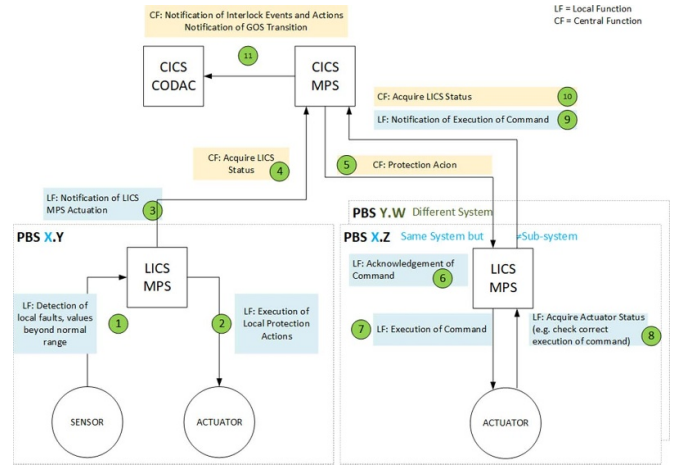 LF = Local Function
CF = Central Function
CF: Notification of Interlock Events and Actions
Notification of GOS Transition
11
CICS
CODAC
CICS
MPS
CF: Acquire LICS Status
10
LF: Notification of Execution of Command
9
CF: Acquire LICS
Status
4
5
CF: Protection Acion
LF: Notification of LICS
MPS Actuation
3
PBS Y.W Different System
PBS X.Y
PBS X.Z Same System but ≠Sub-system
LICS
MPS
LF: Acknowledgement of
Command
6
LICS
MPS
LF: Detection of
local faults, values
beyond normal
range
1
2
LF: Execution of
Local Protection
Actions
7
LF: Execution of Command
LF: Acquire Actuator Status
(e.g. check correct
execution of command)
8
SENSOR
ACTUATOR
ACTUATOR